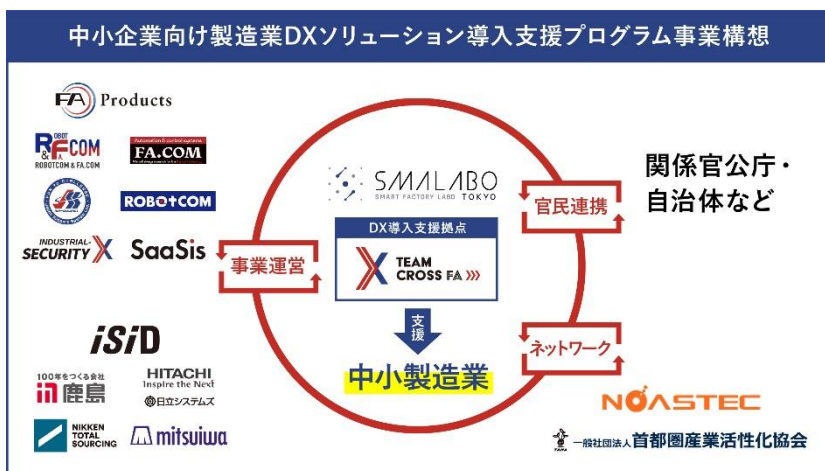 中小企業向け製造業DXソリューション導入支援プログラム事業構想
FA Products
ROBOT
R&FA COM
ROBOTCOM & FA.COM
FA.COM
ROBOTCOM
INDUSTRIAL-
SECURITY X
SaaSis
事業運営
SMALABO
SMART FACTORY LABO TOKYO
DX導入支援拠点
TEAM
CROSS FA
支援
中小製造業
官民連携
関係官公庁・
自治体など
ネットワーク
iSiD
100年をつくる会社
鹿島
HITACHI
Inspire the Next
日立システムズ
NIKKEN
TOTAL
SOURCING
mitsuiwa
NOASTEC
一般社団法人首都圏産業活性化協会